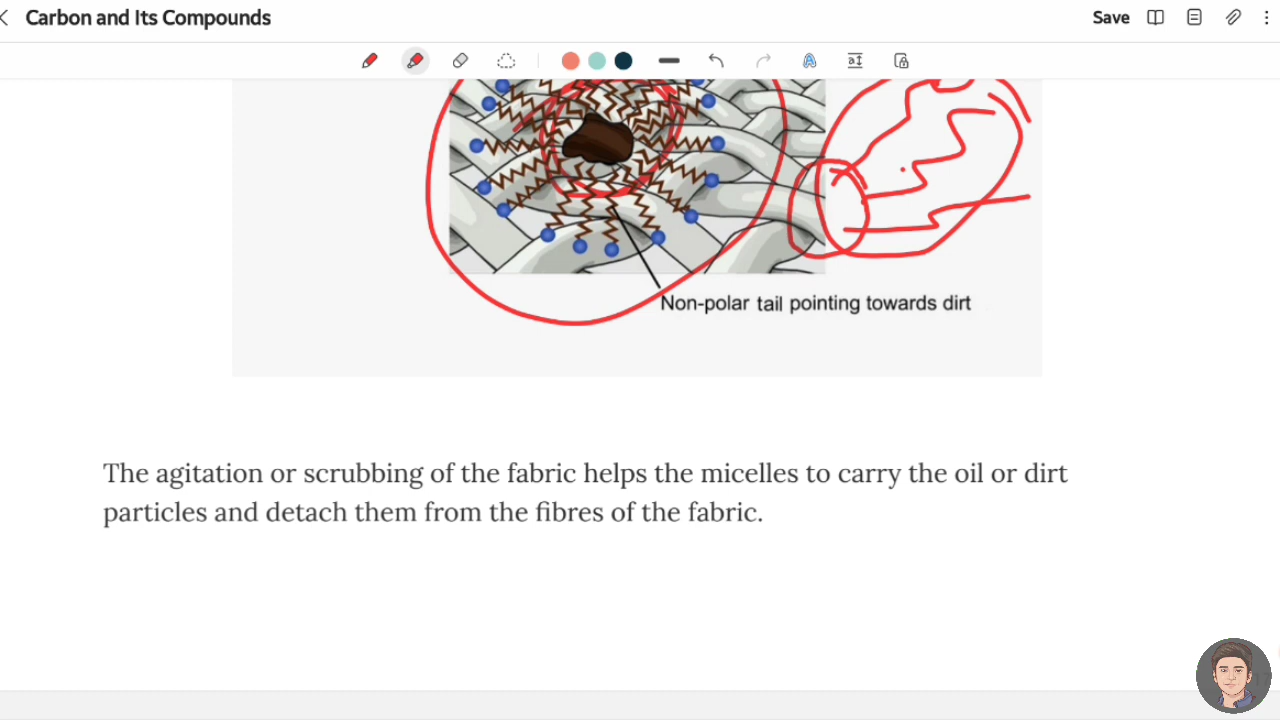 Carbon and Its Compounds
Save
Non-polar tail pointing towards dirt
The agitation or scrubbing of the fabric helps the micelles to carry the oil or dirt
particles and detach them from the fibres of the fabric.